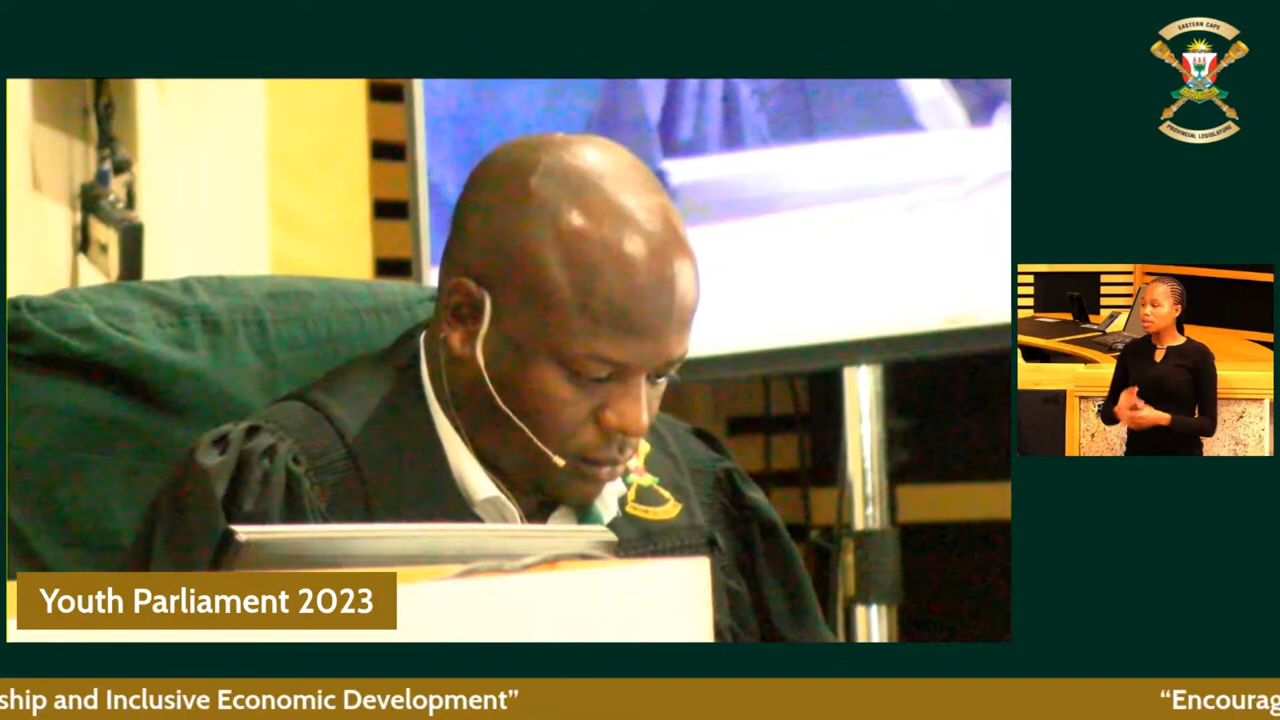 EASTERN CAPE
PROVINCIAL LEGISLATURE
Youth Parliament 2023
ship and Inclusive Economic Development”
“Encourag